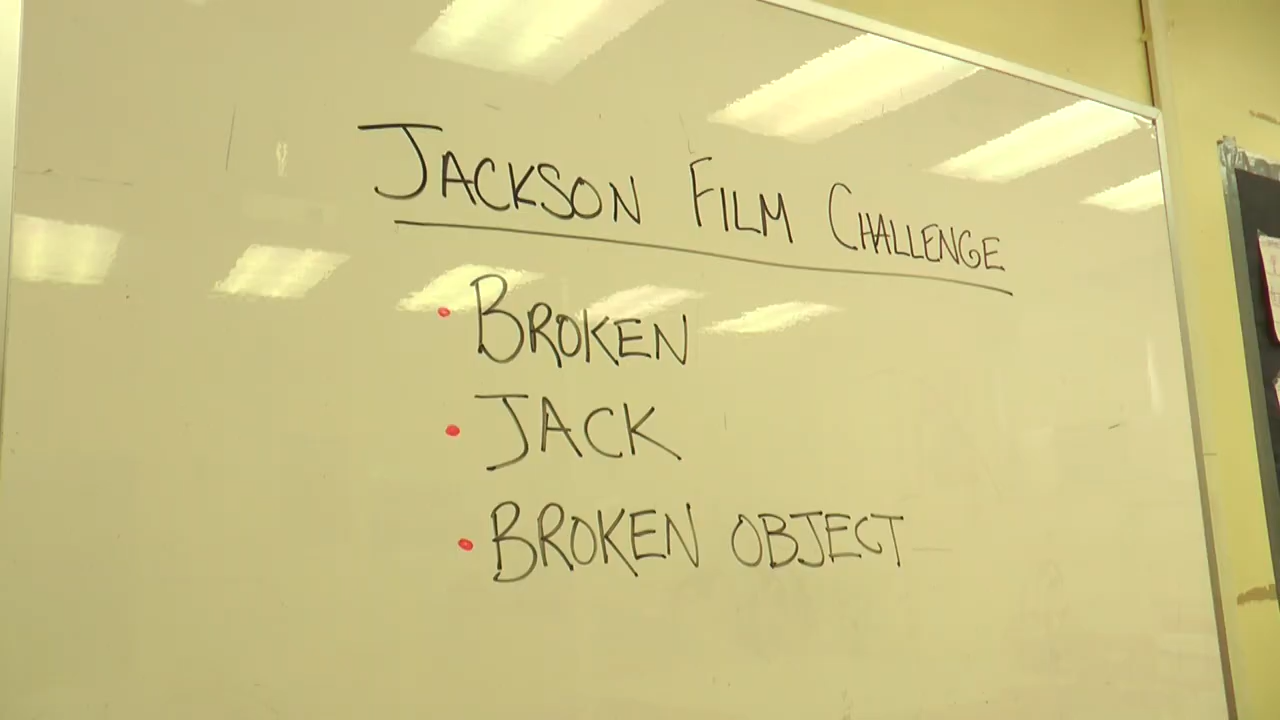 JACKSON FILM CHALLENGE
• BROKEN
• JACK
• BROKEN OBJECT